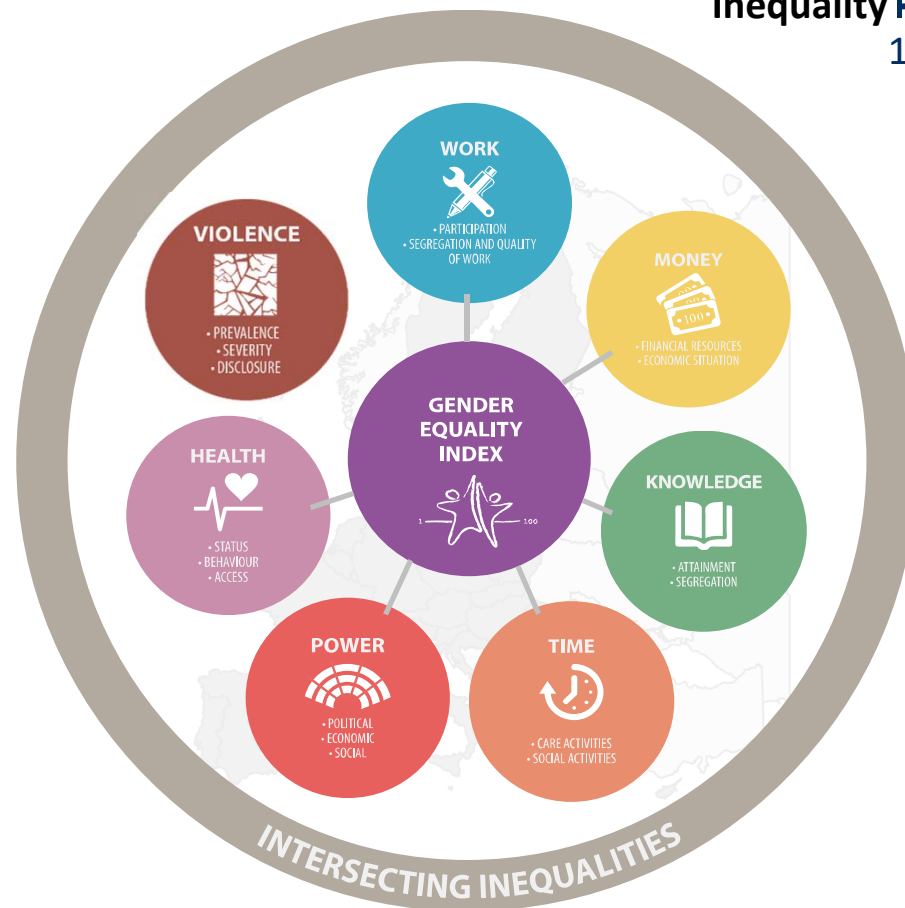 Inequality
1
WORK
• PARTICIPATION
• SEGREGATION AND QUALITY
OF WORK
VIOLENCE
• PREVALENCE
• SEVERITY
• DISCLOSURE
MONEY
• 100 •
• FINANCIAL RESOURCES
• ECONOMIC SITUATION
GENDER
EQUALITY
INDEX
1
100
HEALTH
• STATUS
• BEHAVIOUR
• ACCESS
KNOWLEDGE
• ATTAINMENT
• SEGREGATION
POWER
• POLITICAL
• ECONOMIC
• SOCIAL
TIME
• CARE ACTIVITIES
• SOCIAL ACTIVITIES
INTERSECTING INEQUALITIES